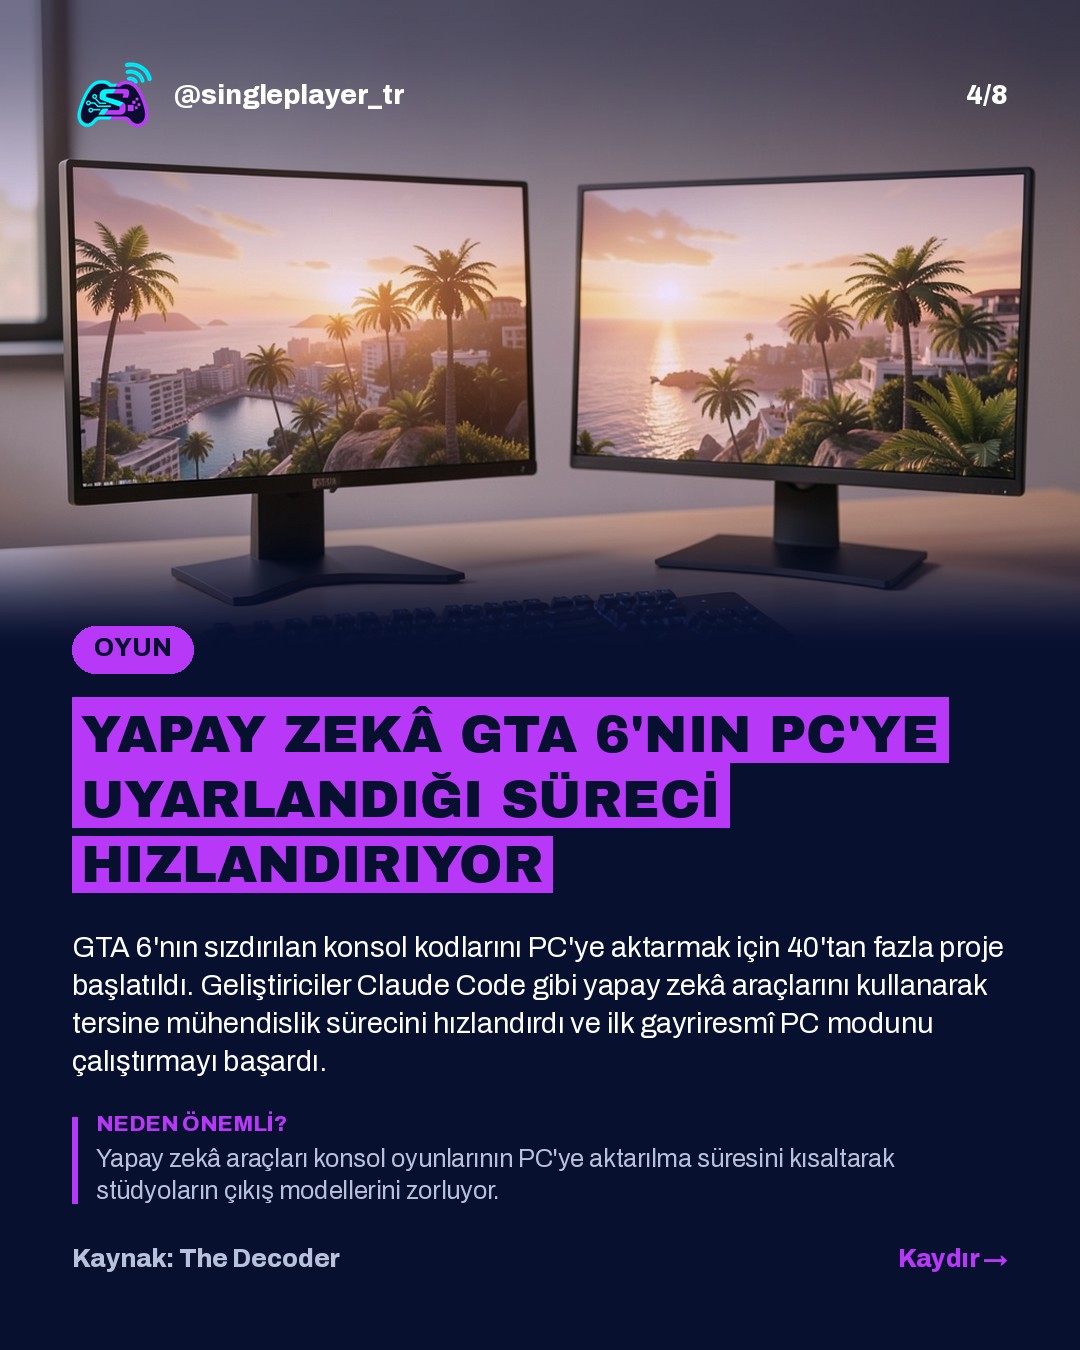 @singleplayer_tr
4/8
OYUN
YAPAY ZEKÂ GTA 6'NIN PC'YE
UYARLANDIĞI SÜRECİ
HIZLANDIRIYOR
GTA 6'nın sızdırılan konsol kodlarını PC'ye aktarmak için 40'tan fazla proje
başlatıldı. Geliştiriciler Claude Code gibi yapay zekâ araçlarını kullanarak
tersine mühendislik sürecini hızlandırdı ve ilk gayriresmî PC modunu
çalıştırmayı başardı.
NEDEN ÖNEMLİ?
Yapay zekâ araçları konsol oyunlarının PC'ye aktarılma süresini kısaltarak
stüdyoların çıkış modellerini zorluyor.
Kaynak: The Decoder
Kaydır→